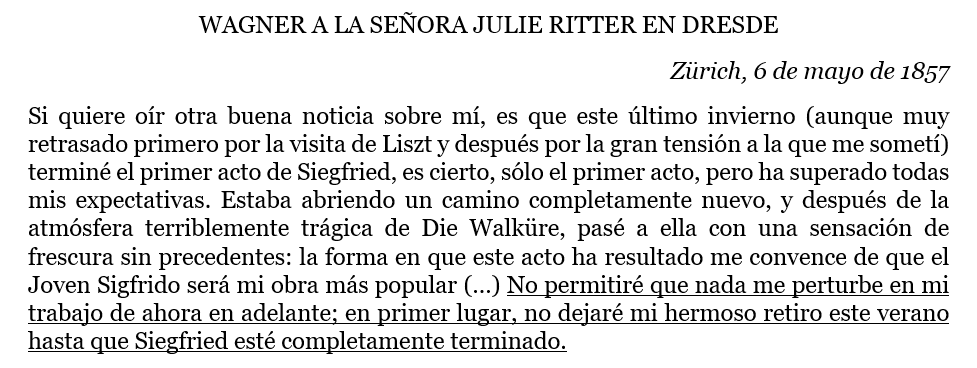 WAGNER A LA SEÑORA JULIE RITTER EN DRESDE
Zürich, 6 de mayo de 1857
Si quiere oír otra buena noticia sobre mí, es que este último invierno (aunque muy
retrasado primero por la visita de Liszt y después por la gran tensión a la que me sometí)
terminé el primer acto de Siegfried, es cierto, sólo el primer acto, pero ha superado todas
mis expectativas. Estaba abriendo un camino completamente nuevo, y después de la
atmósfera terriblemente trágica de Die Walküre, pasé a ella con una sensación de
frescura sin precedentes: la forma en que este acto ha resultado me convence de que el
Joven Sigfrido será mi obra más popular (...) No permitiré que nada me perturbe en mi
trabajo de ahora en adelante; en primer lugar, no dejaré mi hermoso retiro este verano
hasta que Siegfried esté completamente terminado.